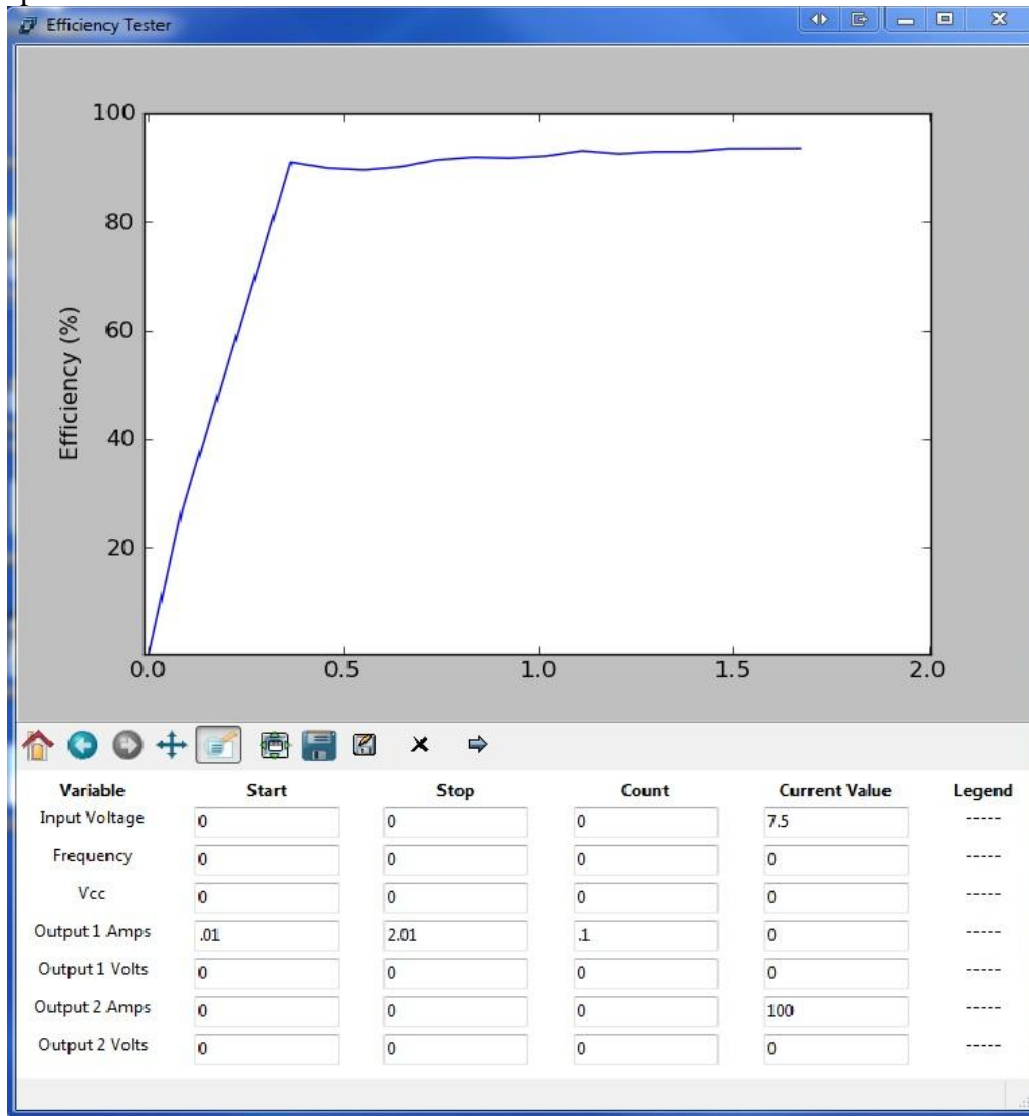 Efficiency Tester
100
80
60
40
20
Efficiency (%)
0.0 0.5 1.0 1.5 2.0
Variable Start Stop Count Current Value Legend
Input Voltage 0 0 0 7.5 -----
Frequency 0 0 0 0 -----
Vcc 0 0 0 0 -----
Output 1 Amps .01 2.01 .1 0 -----
Output 1 Volts 0 0 0 0 -----
Output 2 Amps 0 0 0 100 -----
Output 2 Volts 0 0 0 0 -----